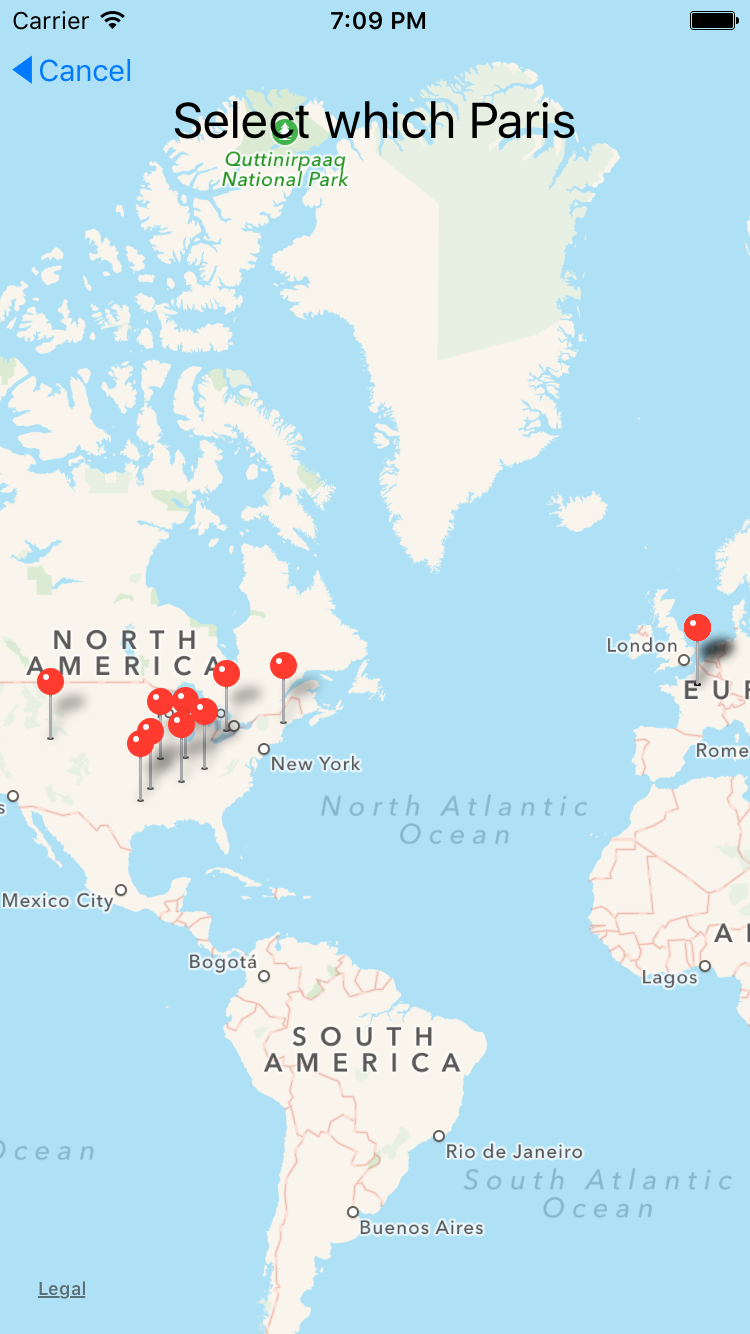 Carrier 7:09 PM
Cancel
Select which Paris
Quttinirpaaq
National Park
NORTH
AMERICA
London
EUR
New York
Rome
s
North Atlantic
Ocean
Mexico City
A
Bogotá
Lagos
SOUTH
AMERICA
Rio de Janeiro
Ocean
South Atlantic
Ocean
Buenos Aires
Legal